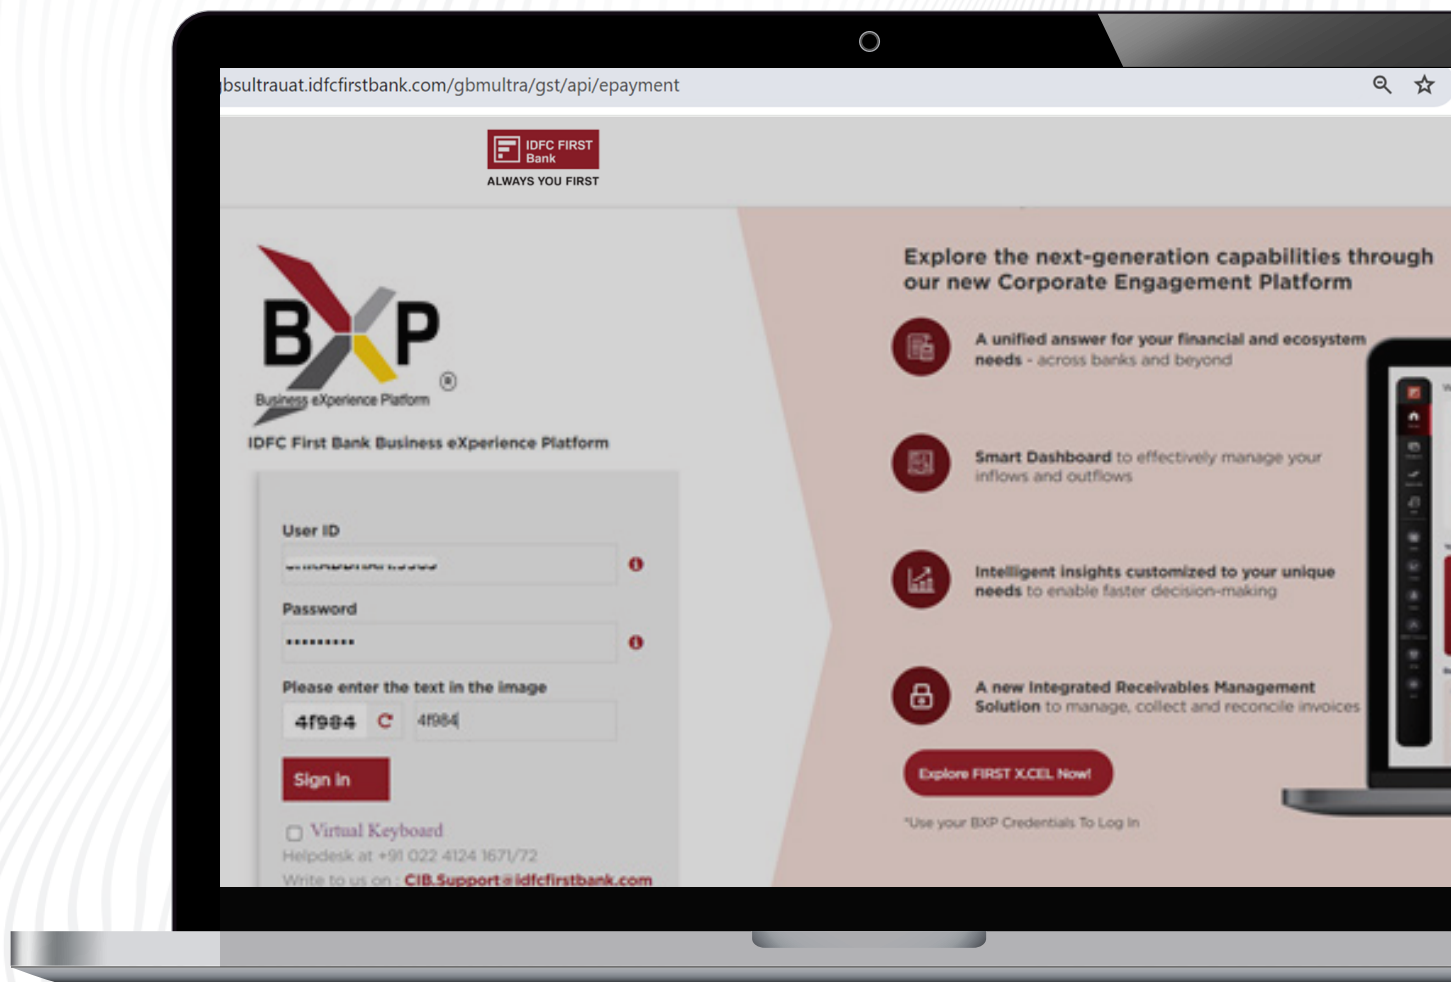 bsultrauat.idfcfirstbank.com/gbmultra/gst/api/epayment
IDFC FIRST
Bank
ALWAYS YOU FIRST
BXP
®
Business eXperience Platform
IDFC First Bank Business eXperience Platform
User ID
Password
•••••••••
Please enter the text in the image
4f984
4f984
Sign in
Virtual Keyboard
Helpdesk at +91 022 4124 1671/72
Write to us on : CIB.Support@idfcfirstbank.com
Explore the next-generation capabilities through
our new Corporate Engagement Platform
A unified answer for your financial and ecosystem
needs - across banks and beyond
Smart Dashboard to effectively manage your
inflows and outflows
Intelligent insights customized to your unique
needs to enable faster decision-making
A new Integrated Receivables Management
Solution to manage, collect and reconcile invoices
Explore FIRST X.CEL Now!
*Use your BXP Credentials To Log In